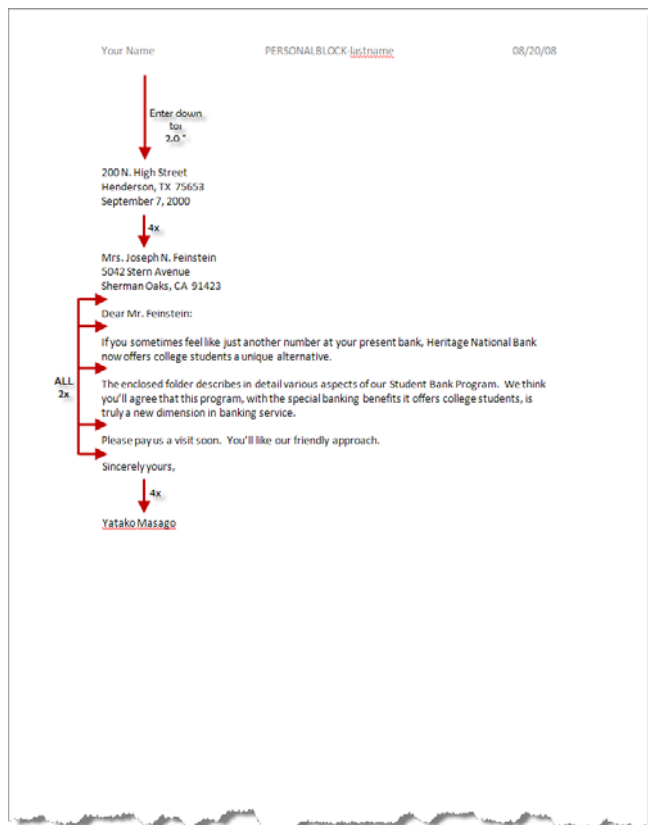 Your Name PERSONALBLOCK-lastname 08/20/08
Enter down
to:
2.0"
200 N. High Street
Henderson, TX 75653
September 7, 2000
4x
Mrs. Joseph N. Feinstein
5042 Stern Avenue
Sherman Oaks, CA 91423
Dear Mr. Feinstein:
If you sometimes feel like just another number at your present bank, Heritage National Bank
now offers college students a unique alternative.
ALL
2x
The enclosed folder describes in detail various aspects of our Student Bank Program. We think
you'll agree that this program, with the special banking benefits it offers college students, is
truly a new dimension in banking service.
Please pay us a visit soon. You'll like our friendly approach.
Sincerely yours,
4x
Yatako Masago